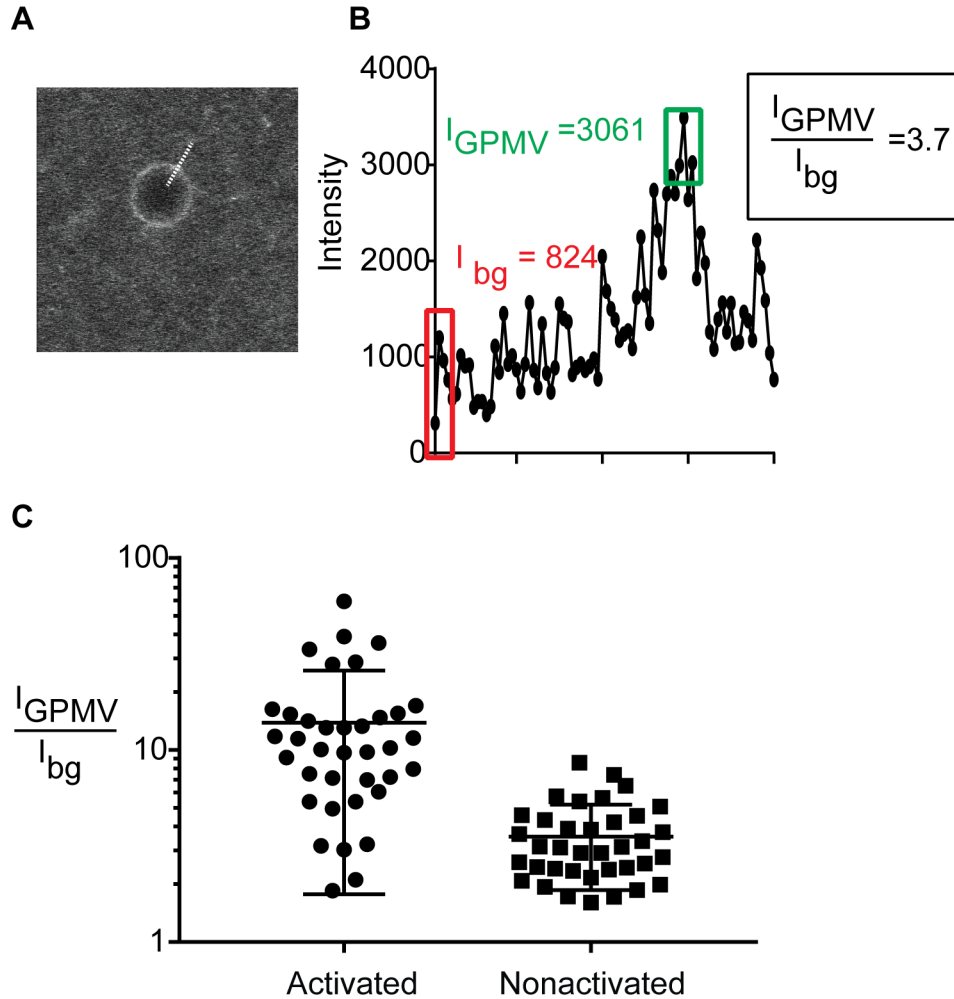 A
B
4000
3000
2000
1000
0
Intensity
I GPMV =3061
I bg = 824
I GPMV
I bg
=3.7
C
100
10
1
I GPMV
I bg
Activated
Nonactivated